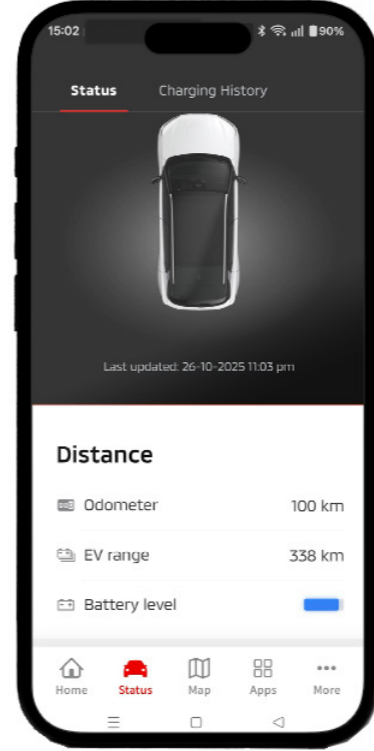 15:02 90%
Status Charging History
Last updated: 26-10-2025 11:03 pm
Distance
Odometer 100 km
EV range 338 km
Battery level
Home Status Map Apps More